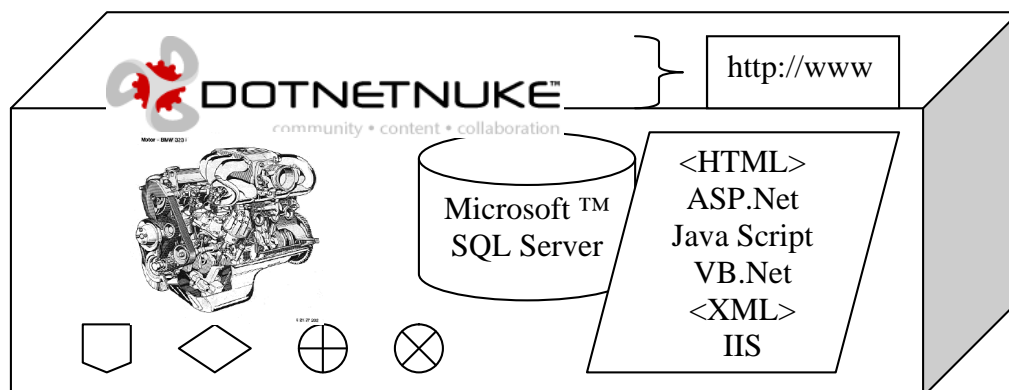 http://www
DOTNETNUKE™
community • content • collaboration
Motor - BMW 323 i
Microsoft ™
SQL Server
<HTML>
ASP.Net
Java Script
VB.Net
<XML>
IIS